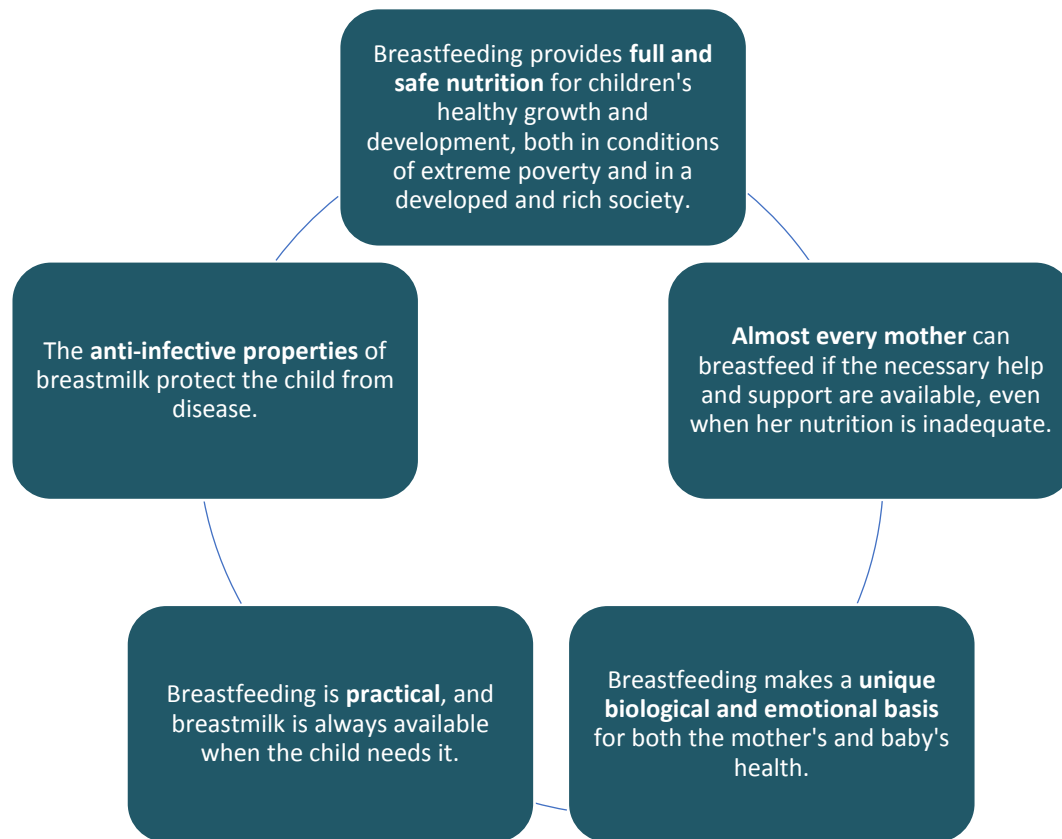 Breastfeeding provides full and
safe nutrition for children's
healthy growth and
development, both in conditions
of extreme poverty and in a
developed and rich society.
Almost every mother can
breastfeed if the necessary help
and support are available, even
when her nutrition is inadequate.
Breastfeeding makes a unique
biological and emotional basis
for both the mother's and baby's
health.
Breastfeeding is practical, and
breastmilk is always available
when the child needs it.
The anti-infective properties of
breastmilk protect the child from
disease.